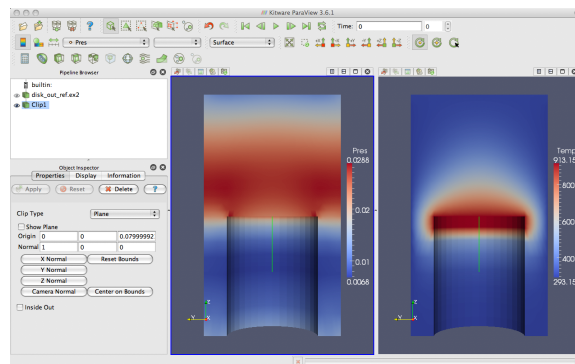 Kitware ParaView 3.6.1
Time: 0
0
Pres
Surface
Pipeline Browser
builtin:
disk_out_ref.ex2
Clip1
Object Inspector
Properties Display Information
Apply Reset Delete ?
Clip Type Plane
Show Plane
Origin 0 0 0.07999992
Normal 1 0 0
X Normal Reset Bounds
Y Normal
Z Normal
Camera Normal Center on Bounds
Inside Out
Pres
0.0288
0.02
0.01
0.0068
Z
Y X
Temp
913.15
800
600
400
293.15
Z
Y X